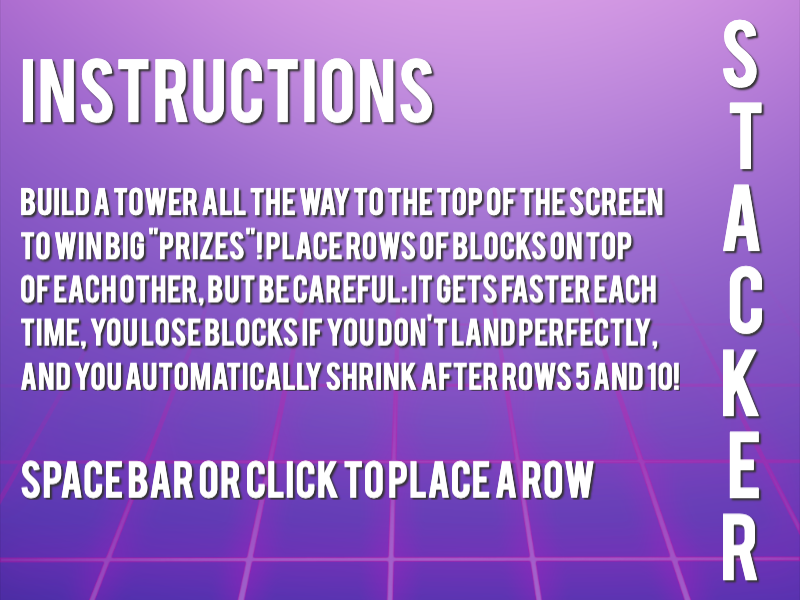 INSTRUCTIONS
BUILD A TOWER ALL THE WAY TO THE TOP OF THE SCREEN
TO WIN BIG "PRIZES"! PLACE ROWS OF BLOCKS ON TOP
OF EACH OTHER, BUT BE CAREFUL: IT GETS FASTER EACH
TIME, YOU LOSE BLOCKS IF YOU DON'T LAND PERFECTLY,
AND YOU AUTOMATICALLY SHRINK AFTER ROWS 5 AND 10!
SPACE BAR OR CLICK TO PLACE A ROW
STACKER